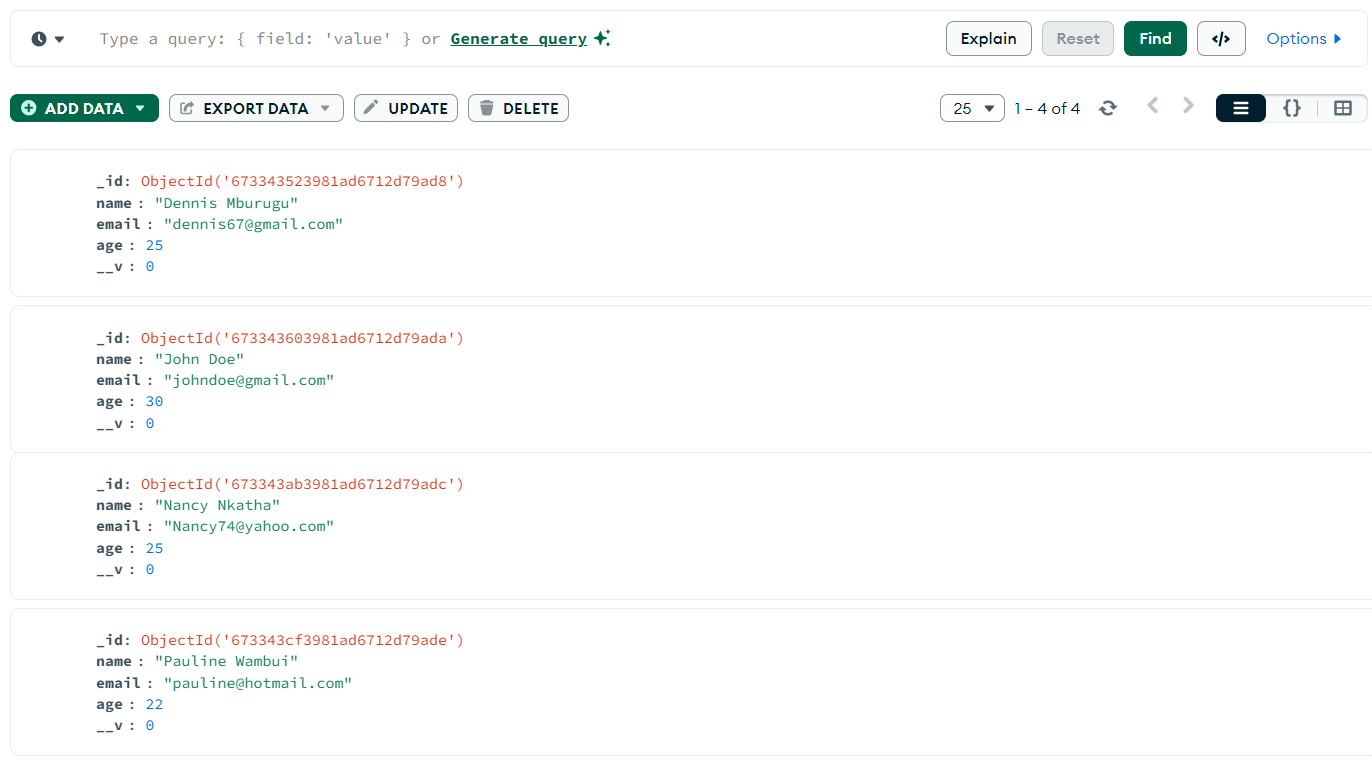 Type a query: { field: 'value' } or Generate query
Explain
Reset
Find
</>
Options
ADD DATA
EXPORT DATA
UPDATE
DELETE
25
1 – 4 of 4
{}
_id: ObjectId('673343523981ad6712d79ad8')
name : "Dennis Mburugu"
email : "dennis67@gmail.com"
age : 25
__v : 0
_id: ObjectId('673343603981ad6712d79ada')
name : "John Doe"
email : "johndoe@gmail.com"
age : 30
__v : 0
_id: ObjectId('673343ab3981ad6712d79adc')
name : "Nancy Nkatha"
email : "Nancy74@yahoo.com"
age : 25
__v : 0
_id: ObjectId('673343cf3981ad6712d79ade')
name : "Pauline Wambui"
email : "pauline@hotmail.com"
age : 22
__v : 0